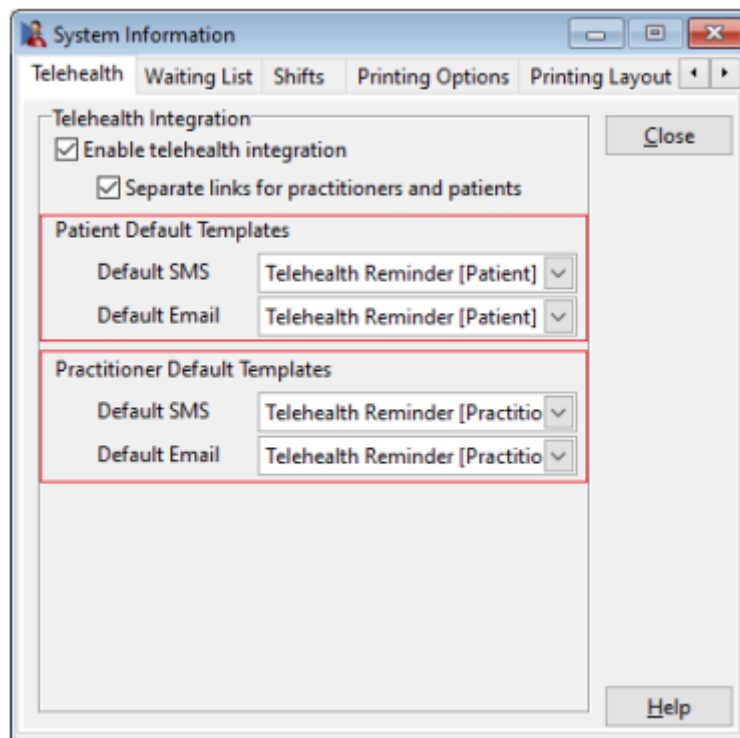 System Information
Telehealth Waiting List Shifts Printing Options Printing Layout
Telehealth Integration
Enable telehealth integration
Close
Separate links for practitioners and patients
Patient Default Templates
Default SMS Telehealth Reminder [Patient]
Default Email Telehealth Reminder [Patient]
Practitioner Default Templates
Default SMS Telehealth Reminder [Practitio
Default Email Telehealth Reminder [Practitio
Help